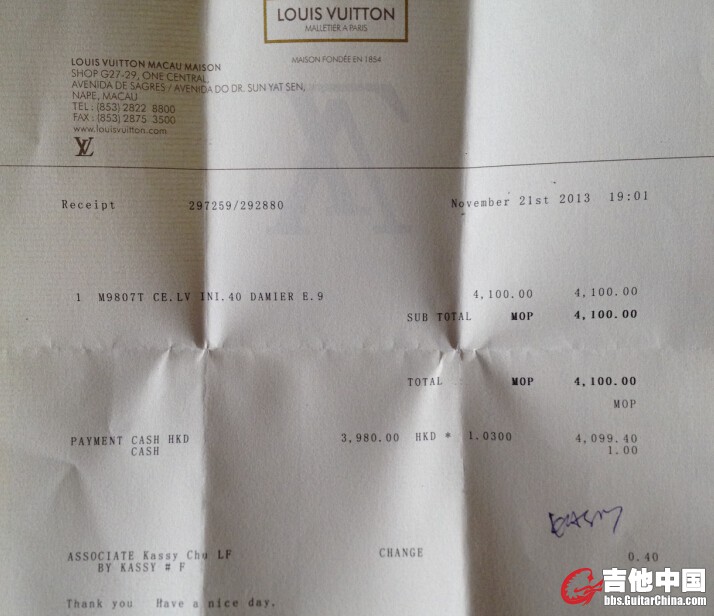 LOUIS VUITTON
MALLETIER A PARIS
MAISON FONDÉE EN 1854
LOUIS VUITTON MACAU MAISON
SHOP G27-29, ONE CENTRAL,
AVENIDA DE SAGRES / AVENIDA DO DR. SUN YAT SEN,
NAPE, MACAU
TEL : (853) 2822 8800
FAX : (853) 2875 3500
www.louisvuitton.com
LV
Receipt 297259/292880 November 21st 2013 19:01
1 M9807T CE.LV INI.40 DAMIER E.9 4,100.00 4,100.00
SUB TOTAL MOP 4,100.00
TOTAL MOP 4,100.00
MOP
PAYMENT CASH HKD 3,980.00 HKD * 1.0300 4,099.40
CASH 1.00
ASSOCIATE Kassy Chu LF CHANGE 0.40
BY KASSY # F
Thank you Have a nice day.
吉他中国
bbs.GuitarChina.com